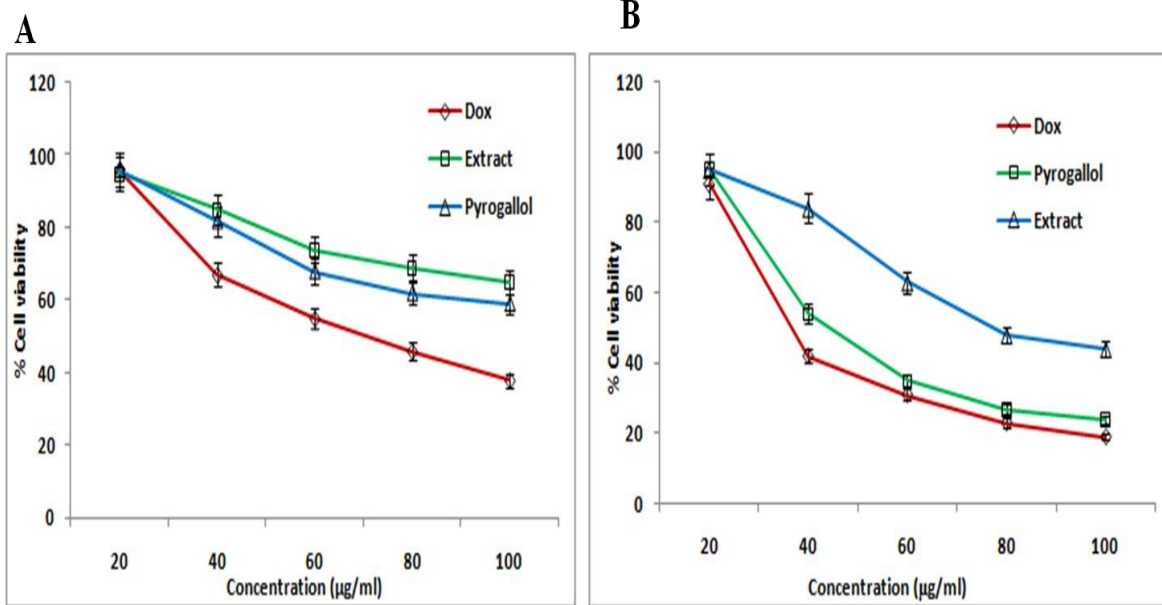 A
120
100
80
60
40
20
0
% Cell viability
Dox
Extract
Pyrogallol
20 40 60 80 100
Concentration (µg/ml)
B
120
100
80
60
40
20
0
% Cell viability
Dox
Pyrogallol
Extract
20 40 60 80 100
Concentration (µg/ml)